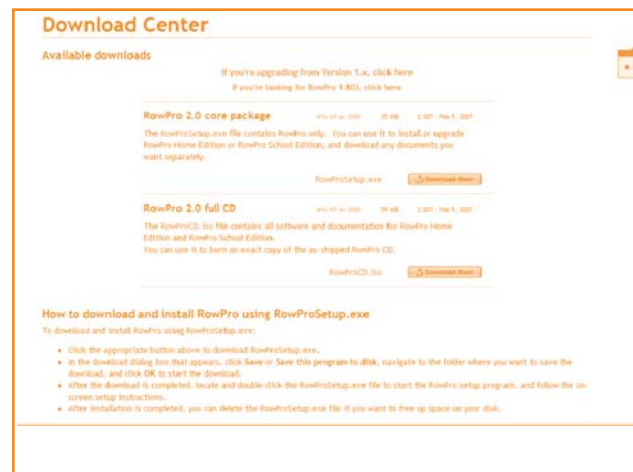 Download Center
Available downloads
If you're upgrading from Version 1.x, click here
If you're looking for RowPro 1.803, click here
RowPro 2.0 core package
2.007 - Feb 5, 2007
The RowProSetup.exe file contains RowPro only. You can use it to install or upgrade
RowPro Home Edition or RowPro School Edition, and download any documents you
want separately.
RowProSetup.exe Download Now!
RowPro 2.0 full CD
2.007 - Feb 5, 2007
The RowProCD.iso file contains all software and documentation for RowPro Home
Edition and RowPro School Edition.
You can use it to burn an exact copy of the as-shipped RowPro CD.
RowProCD.iso Download Now!
How to download and install RowPro using RowProSetup.exe
To download and install RowPro using RowProSetup.exe:
• Click the appropriate button above to download RowProSetup.exe.
• In the download dialog box that appears, click Save or Save this program to disk, navigate to the folder where you want to save the
download, and click OK to start the download.
• After the download is completed, locate and double-click the RowProSetup.exe file to start the RowPro setup program, and follow the on-
screen setup instructions.
• After installation is completed, you can delete the RowProSetup.exe file if you want to free up space on your disk.